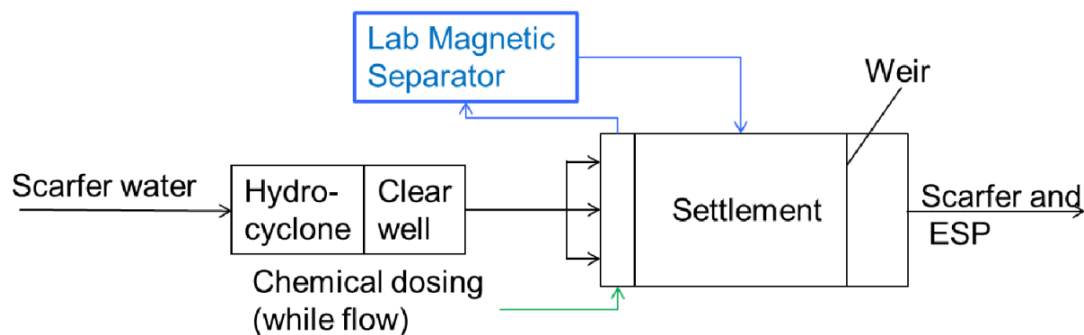 Lab Magnetic
Separator
Weir
Scarfer water
Hydro-
cyclone
Clear
well
Settlement
Scarfer and
ESP
Chemical dosing
(while flow)